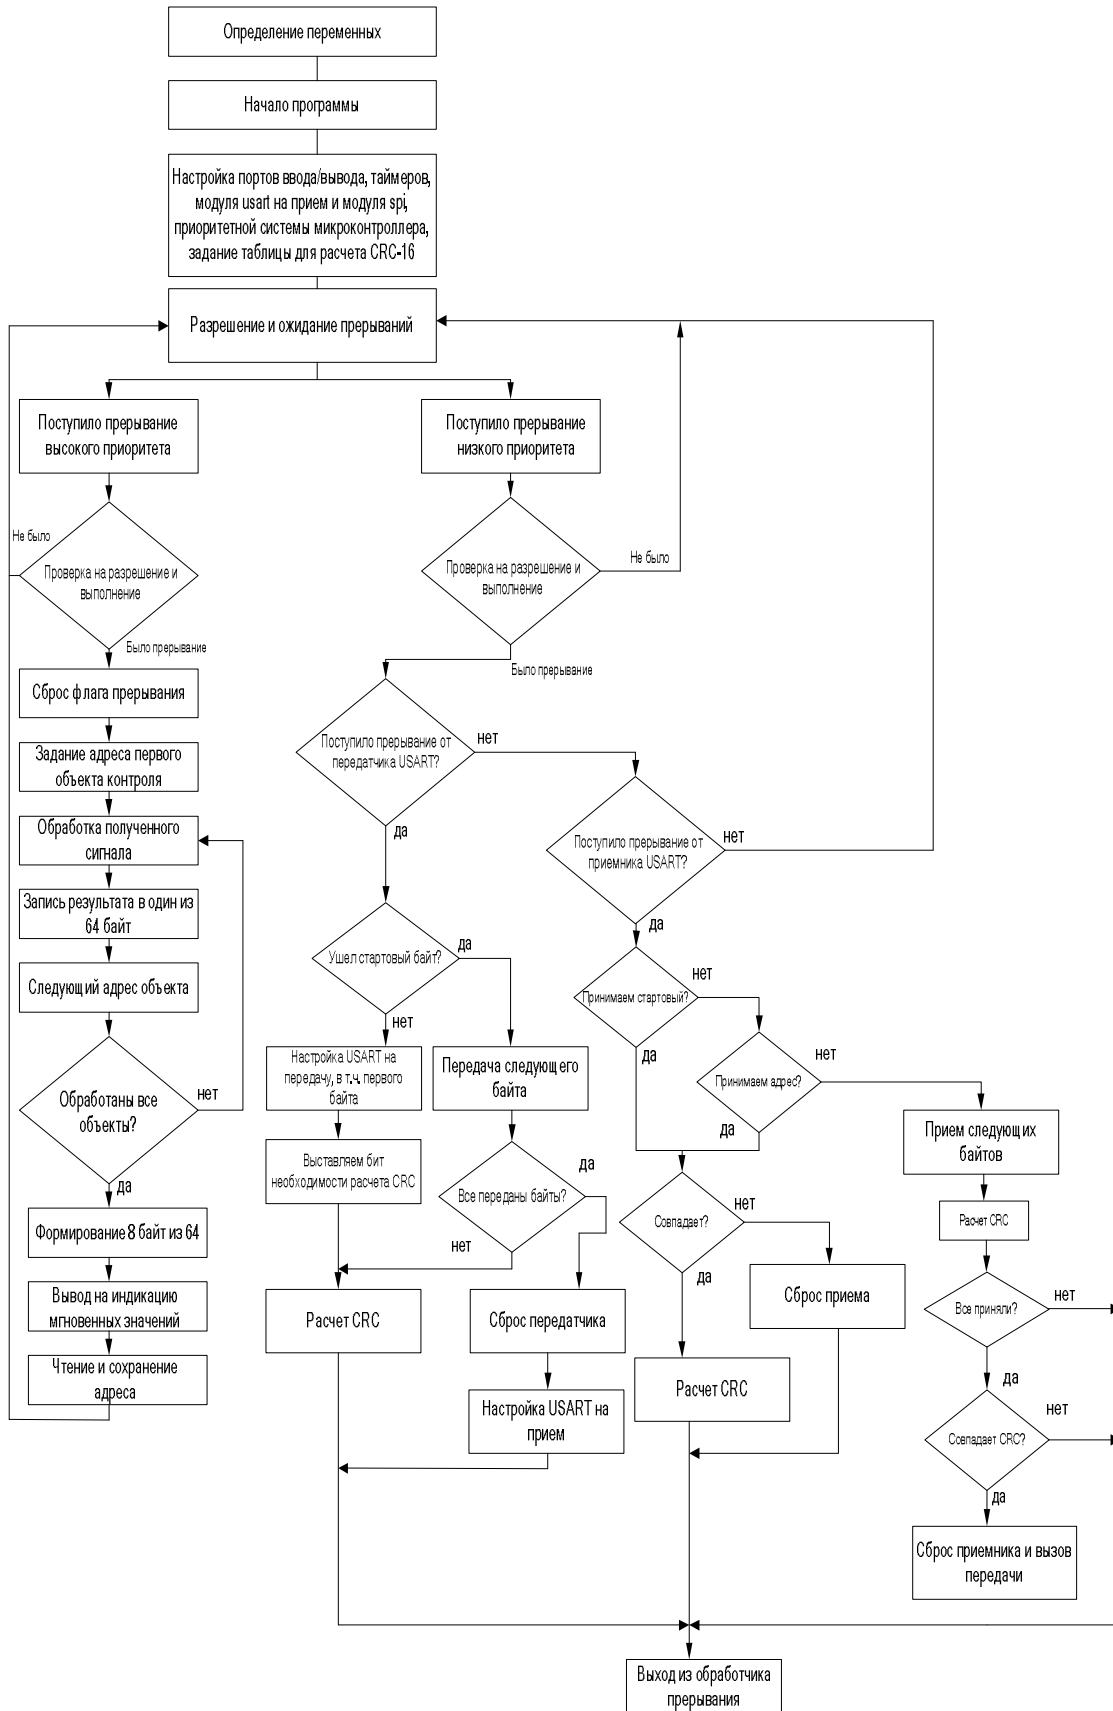 Определение переменных
Начало программы
Настройка портов ввода/вывода, таймеров,
модуля usart на прием и модуля spi,
приоритетной системы микроконтроллера,
задание таблицы для расчета CRC-16
Разрешение и ожидание прерываний
Поступило прерывание
высокого приоритета
Поступило прерывание
низкого приоритета
Не было
Проверка на разрешение и
выполнение
Не было
Проверка на разрешение и
выполнение
Было прерывание
Было прерывание
Сброс флага прерывания
Задание адреса первого
объекта контроля
Обработка полученного
сигнала
Запись результата в один из
64 байт
Следующий адрес объекта
Обработаны все
объекты?
нет
да
Формирование 8 байт из 64
Вывод на индикацию
мгновенных значений
Чтение и сохранение
адреса
Поступило прерывание от
передатчика USART?
нет
да
Поступило прерывание от
приемника USART?
нет
да
Ушел стартовый байт?
да
нет
Настройка USART на
передачу, в т.ч. первого
байта
Выставляем бит
необходимости расчета CRC
Передача следующего
байта
Все переданы байты?
да
нет
Расчет CRC
Сброс передатчика
Настройка USART на
прием
Принимаем стартовый?
нет
да
Принимаем адрес?
нет
да
Совпадает?
нет
да
Сброс приема
Расчет CRC
Прием следующих
байтов
Расчет CRC
Все приняли?
нет
да
Совпадает CRC?
нет
да
Сброс приемника и вызов
передачи
Выход из обработчика
прерывания